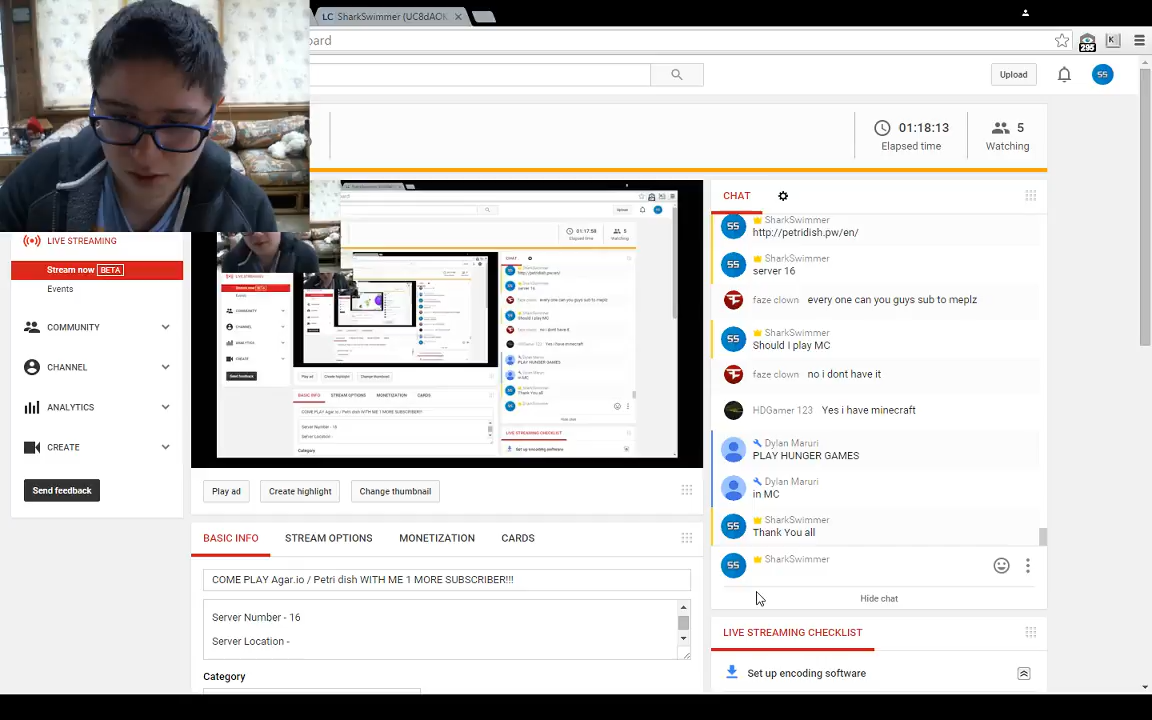 LC SharkSwimmer (UC8dAOK
oard
295
K
Upload
SS
01:18:13
Elapsed time
5
Watching
LIVE STREAMING
Stream now BETA
Events
COMMUNITY
CHANNEL
ANALYTICS
CREATE
Send feedback
Play ad
Create highlight
Change thumbnail
BASIC INFO
STREAM OPTIONS
MONETIZATION
CARDS
COME PLAY Agar.io / Petri dish WITH ME 1 MORE SUBSCRIBER!!!
Server Number - 16
Server Location -
Category
CHAT
SharkSwimmer
http://petridish.pw/en/
SharkSwimmer
server 16
faze clown every one can you guys sub to meplz
SharkSwimmer
Should I play MC
faze clown no i dont have it
HDGamer 123 Yes i have minecraft
Dylan Maruri
PLAY HUNGER GAMES
Dylan Maruri
in MC
SharkSwimmer
Thank You all
SharkSwimmer
Hide chat
LIVE STREAMING CHECKLIST
Set up encoding software